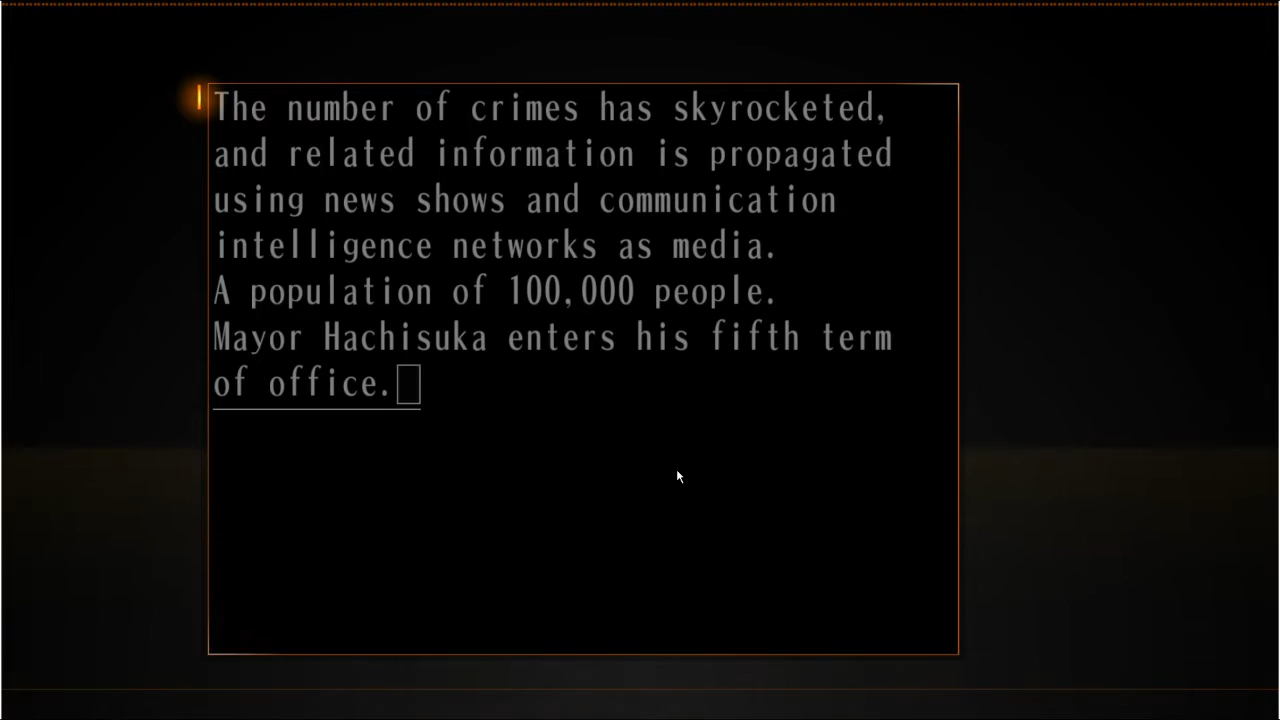 The number of crimes has skyrocketed,
and related information is propagated
using news shows and communication
intelligence networks as media.
A population of 100,000 people.
Mayor Hachisuka enters his fifth term
of office.